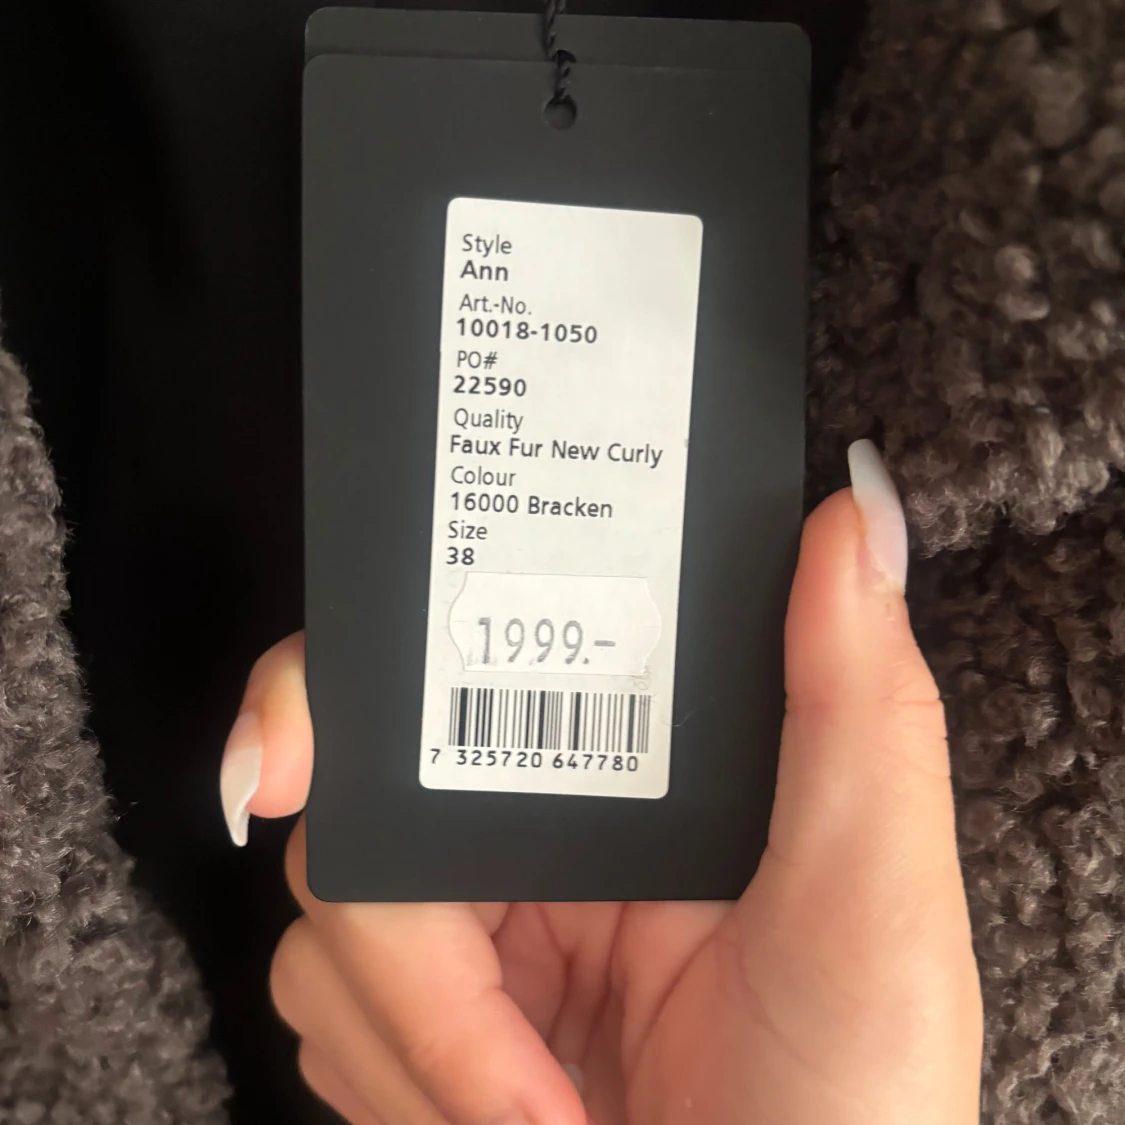 Style
Ann
Art.-No.
10018-1050
PO#
22590
Quality
Faux Fur New Curly
Colour
16000 Bracken
Size
38
1999.-
7 325720 647780